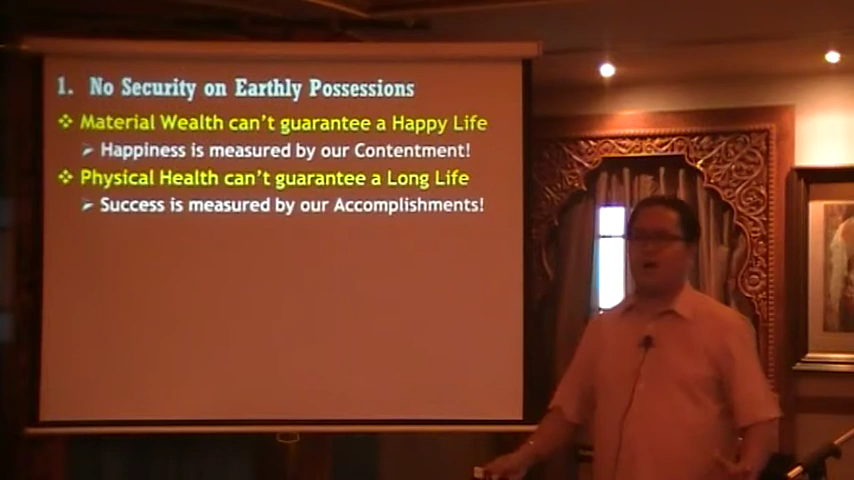 1. No Security on Earthly Possessions
❖ Material Wealth can't guarantee a Happy Life
➢ Happiness is measured by our Contentment!
❖ Physical Health can't guarantee a Long Life
➢ Success is measured by our Accomplishments!